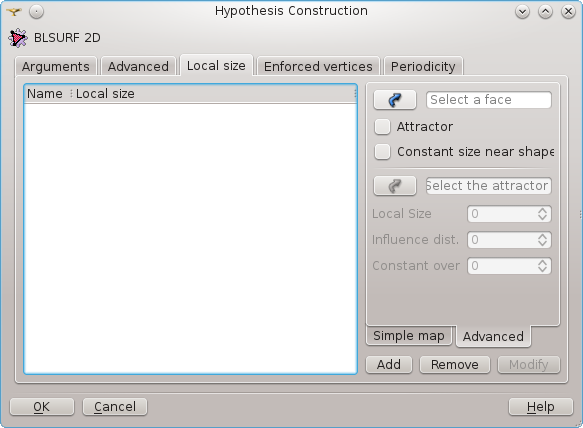 Hypothesis Construction
BLSURF 2D
Arguments
Advanced
Local size
Enforced vertices
Periodicity
Name
Local size
Select a face
Attractor
Constant size near shape
Select the attractor
Local Size
0
Influence dist.
0
Constant over
0
Simple map
Advanced
Add
Remove
Modify
OK
Cancel
Help